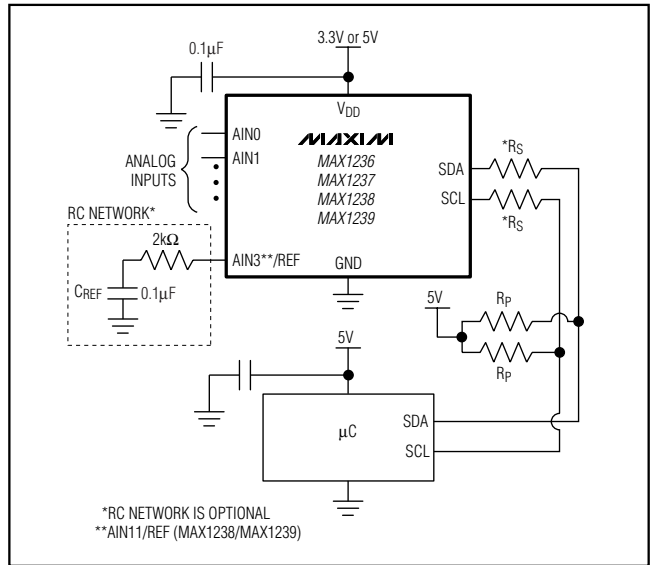 3.3V or 5V
0.1μF
VDD
AIN0
AIN1
ANALOG
INPUTS
MAXIM
MAX1236
MAX1237
MAX1238
MAX1239
SDA
SCL
*RS
*RS
RC NETWORK*
2kΩ
CREF
0.1μF
AIN3**/REF
GND
5V
RP
RP
5V
μC
SDA
SCL
*RC NETWORK IS OPTIONAL
**AIN11/REF (MAX1238/MAX1239)